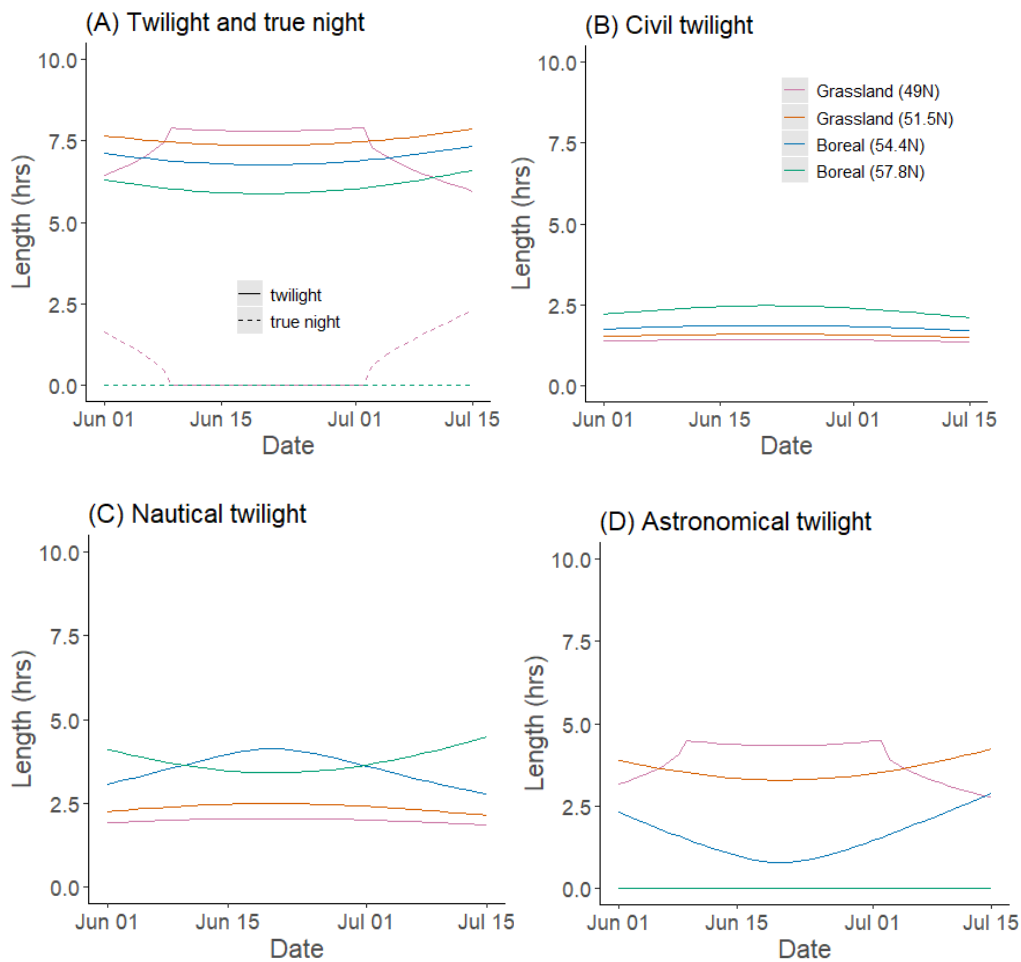 (A) Twilight and true night
10.0
7.5
5.0
2.5
0.0
Length (hrs)
twilight
true night
Jun 01 Jun 15 Jul 01 Jul 15
Date
(B) Civil twilight
10.0
7.5
5.0
2.5
0.0
Length (hrs)
Grassland (49N)
Grassland (51.5N)
Boreal (54.4N)
Boreal (57.8N)
Jun 01 Jun 15 Jul 01 Jul 15
Date
(C) Nautical twilight
10.0
7.5
5.0
2.5
0.0
Length (hrs)
Jun 01 Jun 15 Jul 01 Jul 15
Date
(D) Astronomical twilight
10.0
7.5
5.0
2.5
0.0
Length (hrs)
Jun 01 Jun 15 Jul 01 Jul 15
Date